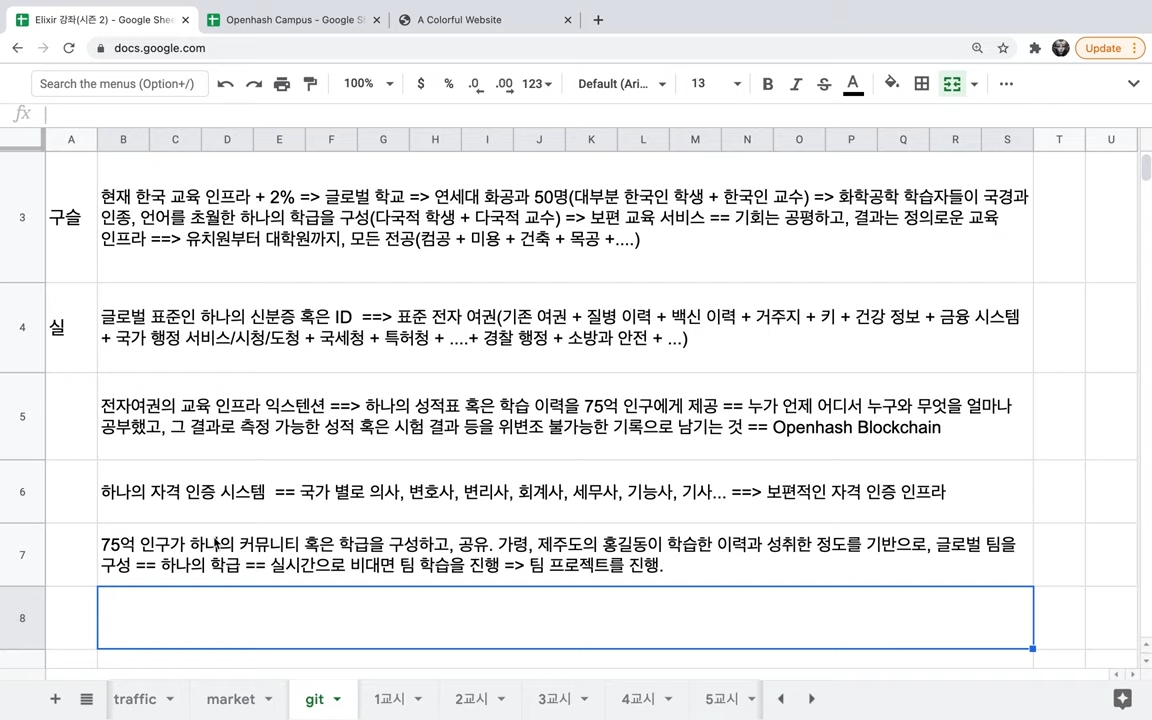 Elixir 강좌(시즌 2) - Google Shee
Openhash Campus - Google S
A Colorful Website
docs.google.com
Update
Search the menus (Option+/)
100%
$
%
.0
.00
123
Default (Ari...
13
B
I
S
A
fx
A B C D E F G H I J K L M N O P Q R S T U
3
구슬
현재 한국 교육 인프라 + 2% => 글로벌 학교 => 연세대 화공과 50명(대부분 한국인 학생 + 한국인 교수) => 화학공학 학습자들이 국경과
인종, 언어를 초월한 하나의 학급을 구성(다국적 학생 + 다국적 교수) => 보편 교육 서비스 == 기회는 공평하고, 결과는 정의로운 교육
인프라 ==> 유치원부터 대학원까지, 모든 전공(컴공 + 미용 + 건축 + 목공 +....)
4
실
글로벌 표준인 하나의 신분증 혹은 ID ==> 표준 전자 여권(기존 여권 + 질병 이력 + 백신 이력 + 거주지 + 키 + 건강 정보 + 금융 시스템
+ 국가 행정 서비스/시청/도청 + 국세청 + 특허청 + ....+ 경찰 행정 + 소방과 안전 + ...)
5
전자여권의 교육 인프라 익스텐션 ==> 하나의 성적표 혹은 학습 이력을 75억 인구에게 제공 == 누가 언제 어디서 누구와 무엇을 얼마나
공부했고, 그 결과로 측정 가능한 성적 혹은 시험 결과 등을 위변조 불가능한 기록으로 남기는 것 == Openhash Blockchain
6
하나의 자격 인증 시스템 == 국가 별로 의사, 변호사, 변리사, 회계사, 세무사, 기능사, 기사... ==> 보편적인 자격 인증 인프라
7
75억 인구가 하나의 커뮤니티 혹은 학급을 구성하고, 공유. 가령, 제주도의 홍길동이 학습한 이력과 성취한 정도를 기반으로, 글로벌 팀을
구성 == 하나의 학급 == 실시간으로 비대면 팀 학습을 진행 => 팀 프로젝트를 진행.
8
traffic
market
git
1교시
2교시
3교시
4교시
5교시